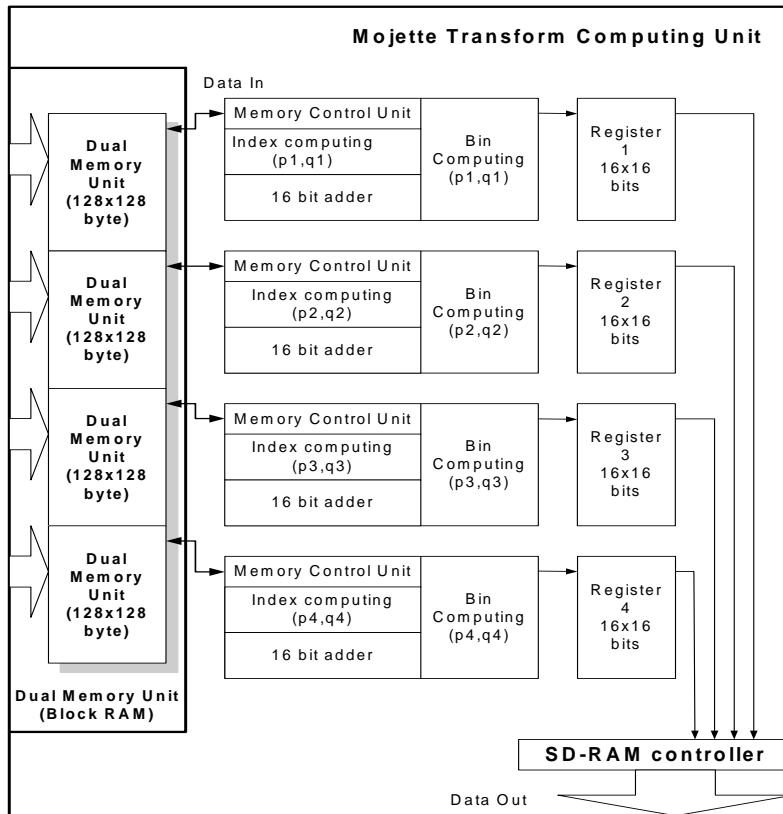 Mojette Transform Computing Unit
Data In
Dual
Memory
Unit
(128x128
byte)
Memory Control Unit
Index computing
(p1,q1)
16 bit adder
Bin
Computing
(p1,q1)
Register
1
16x16
bits
Dual
Memory
Unit
(128x128
byte)
Memory Control Unit
Index computing
(p2,q2)
16 bit adder
Bin
Computing
(p2,q2)
Register
2
16x16
bits
Dual
Memory
Unit
(128x128
byte)
Memory Control Unit
Index computing
(p3,q3)
16 bit adder
Bin
Computing
(p3,q3)
Register
3
16x16
bits
Dual
Memory
Unit
(128x128
byte)
Memory Control Unit
Index computing
(p4,q4)
16 bit adder
Bin
Computing
(p4,q4)
Register
4
16x16
bits
Dual Memory Unit
(Block RAM)
SD-RAM controller
Data Out